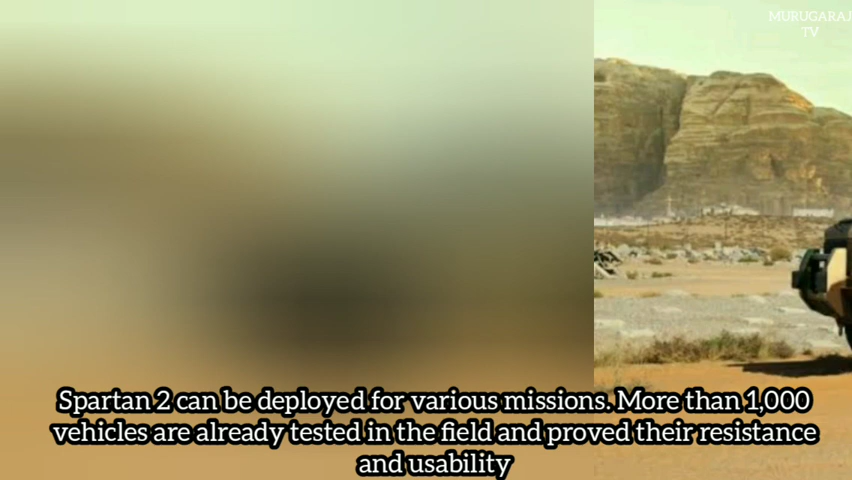 MURUGARAJ
TV
Spartan 2 can be deployed for various missions. More than 1,000
vehicles are already tested in the field and proved their resistance
and usability